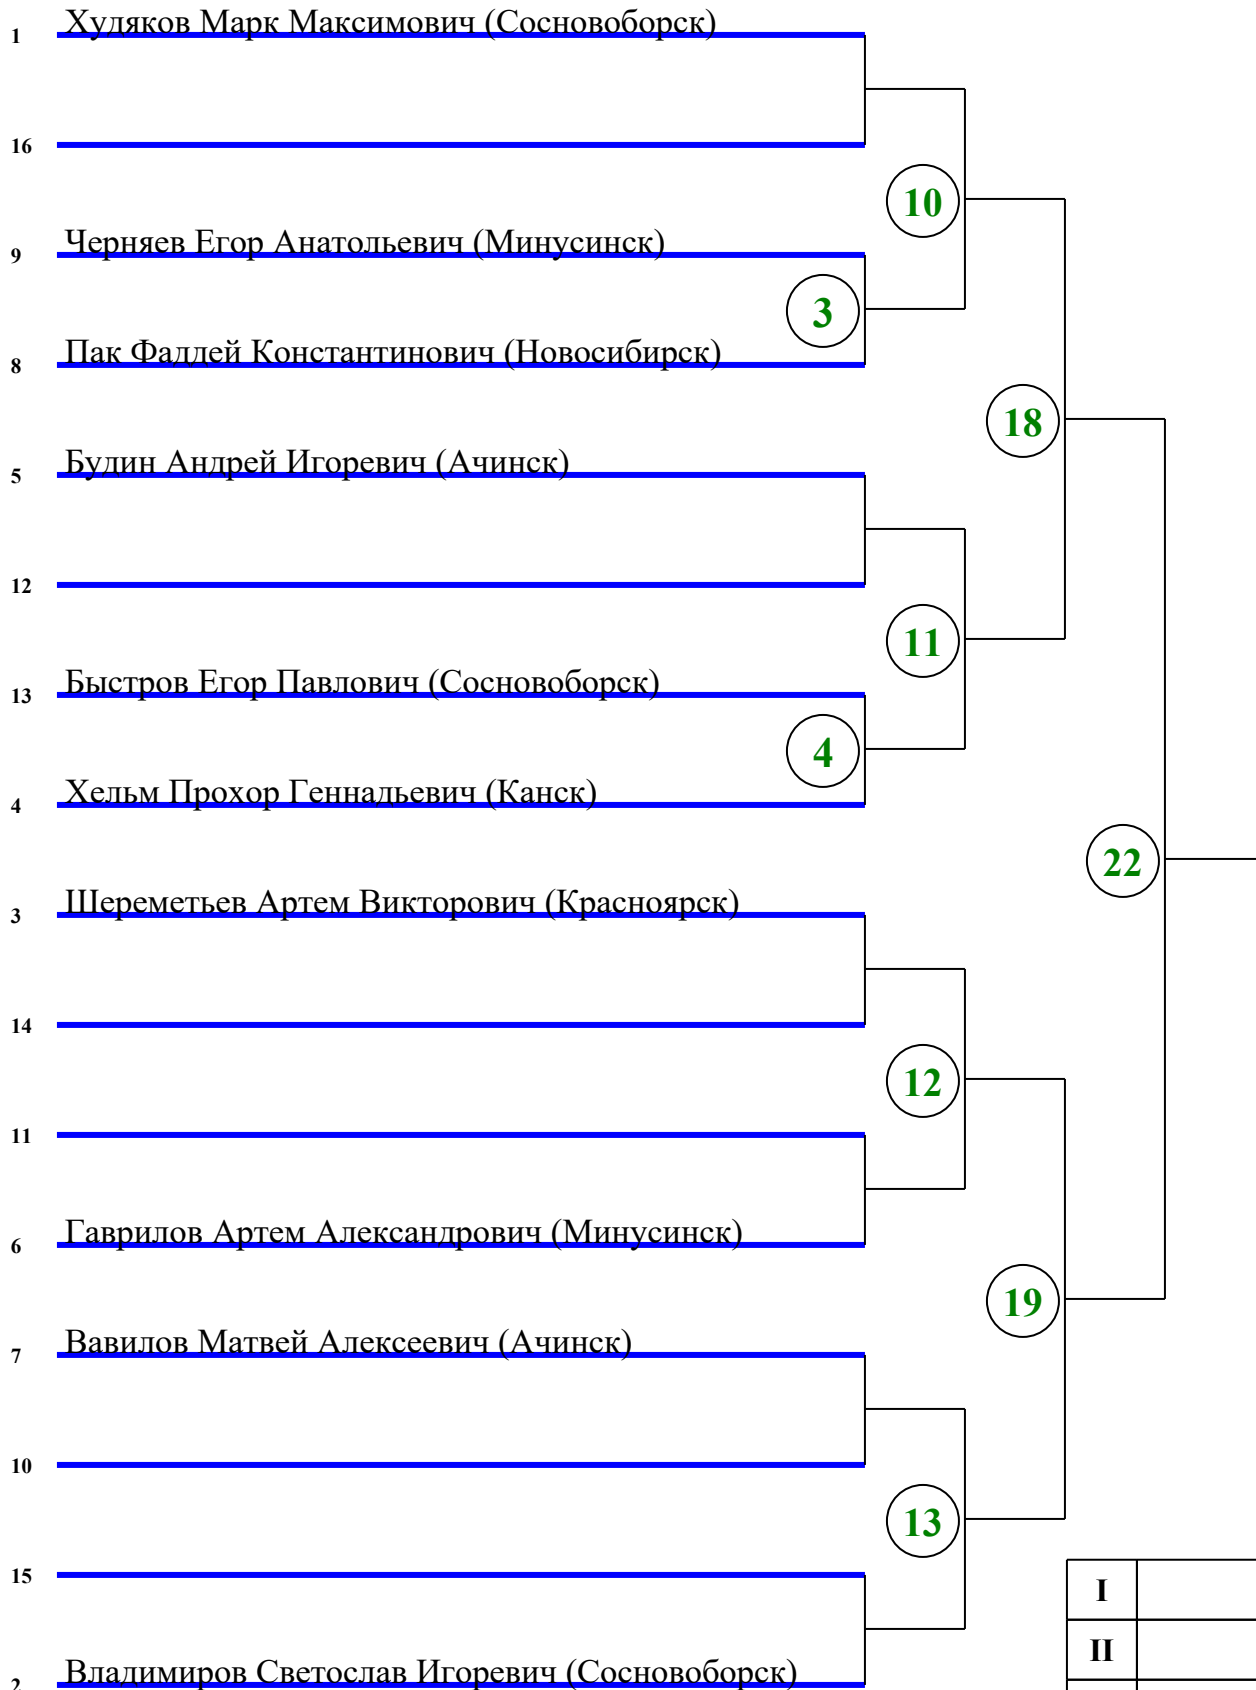 1 Худяков Марк Максимович (Сосновоборск)
16
10
9 Черняев Егор Анатольевич (Минусинск)
3
8 Пак Фаддей Константинович (Новосибирск)
18
5 Будин Андрей Игоревич (Ачинск)
12
11
13 Быстров Егор Павлович (Сосновоборск)
4
4 Хельм Прохор Геннадьевич (Канск)
22
3 Шереметьев Артем Викторович (Красноярск)
14
12
11
6 Гаврилов Артем Александрович (Минусинск)
19
7 Вавилов Матвей Алексеевич (Ачинск)
10
13
15
I
II
2 Владимиров Светослав Игоревич (Сосновоборск)